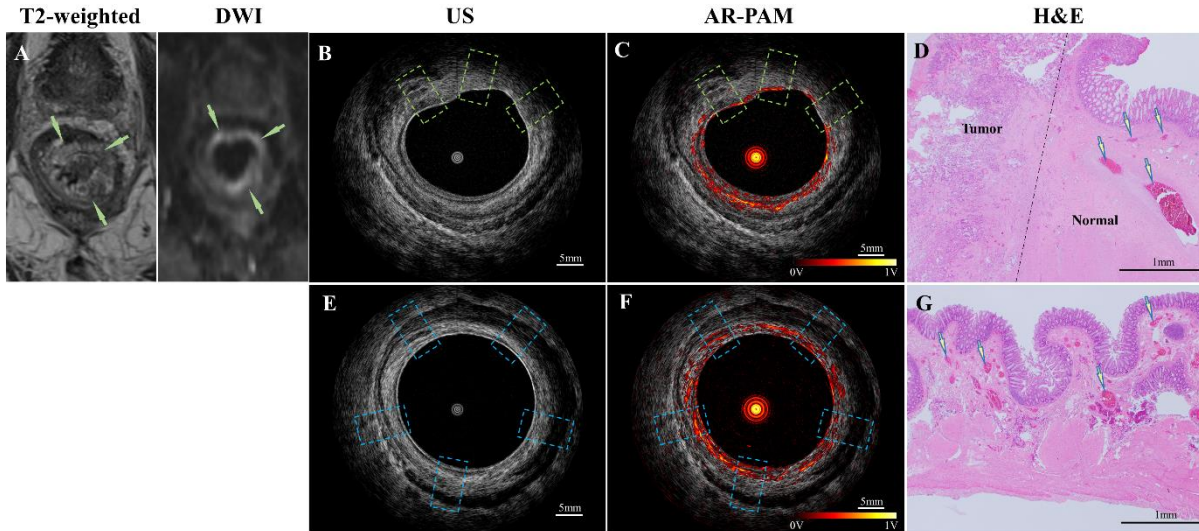 T2-weighted DWI US AR-PAM H&E
A B C D
Tumor
Normal
5mm 5mm
0V 1V
1mm
E F G
5mm 5mm
0V 1V
1mm